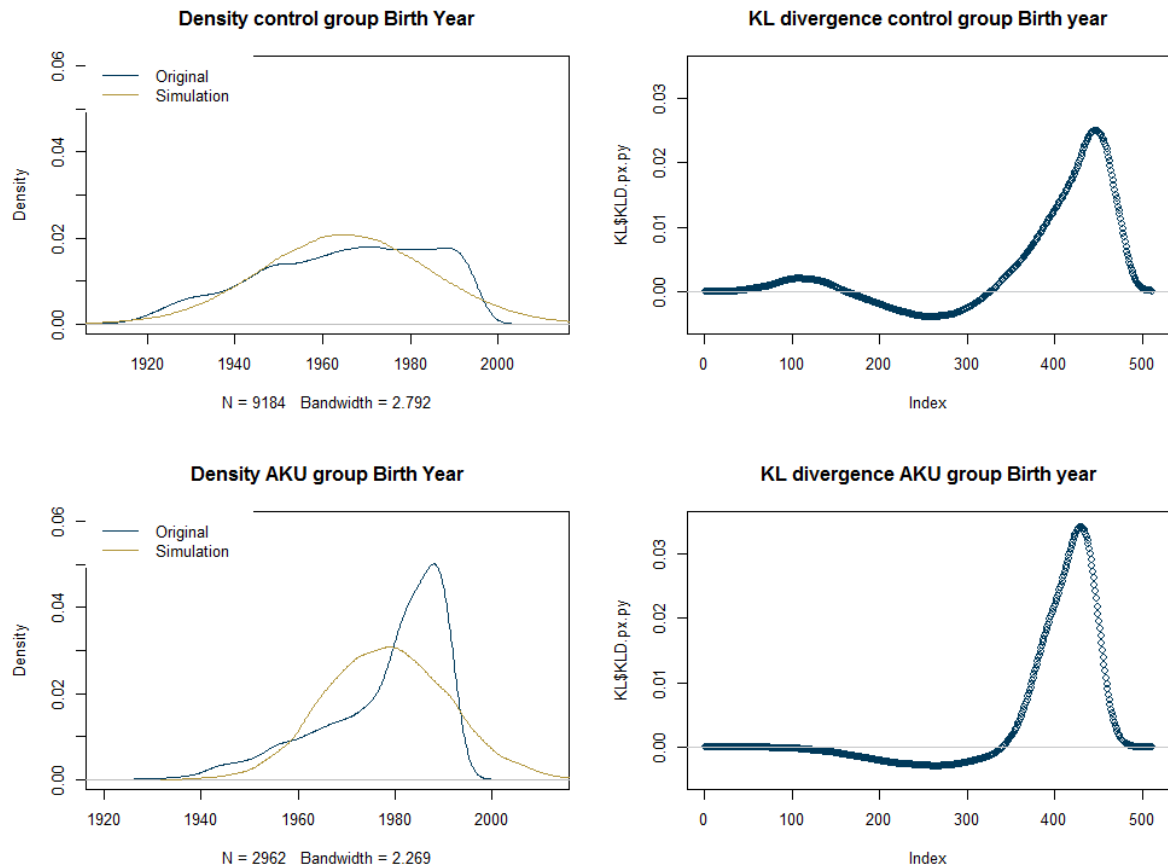 Density control group Birth Year
Density
0.00 0.02 0.04 0.06
Original
Simulation
1920 1940 1960 1980 2000
N = 9184 Bandwidth = 2.792
KL divergence control group Birth year
KL$KLD.px.py
0.00 0.01 0.02 0.03
0 100 200 300 400 500
Index
Density AKU group Birth Year
Density
0.00 0.02 0.04 0.06
Original
Simulation
1920 1940 1960 1980 2000
N = 2962 Bandwidth = 2.269
KL divergence AKU group Birth year
KL$KLD.px.py
0.00 0.01 0.02 0.03
0 100 200 300 400 500
Index